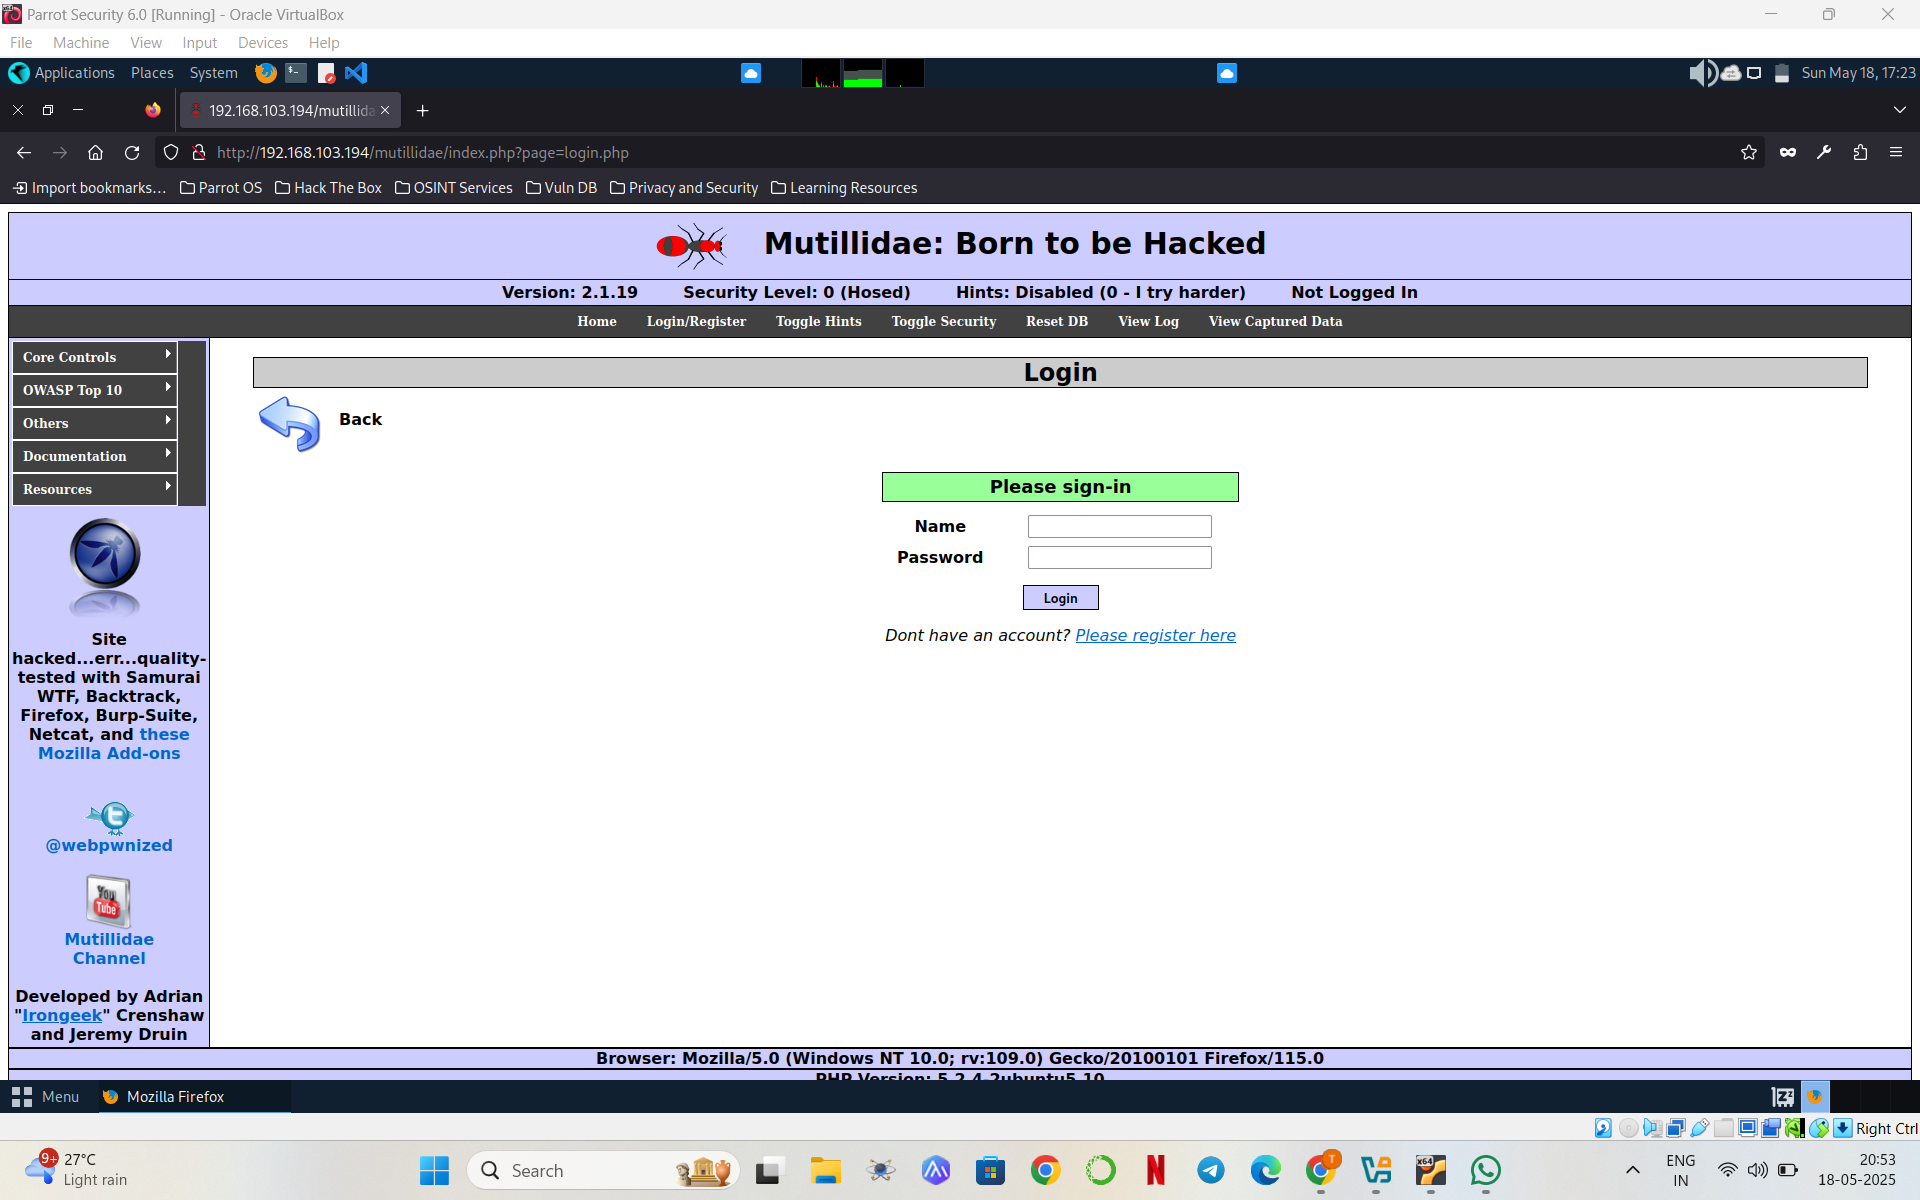 Parrot Security 6.0 [Running] - Oracle VirtualBox
File Machine View Input Devices Help
Applications Places System
Sun May 18, 17:23
192.168.103.194/mutillida
http://192.168.103.194/mutillidae/index.php?page=login.php
Import bookmarks... Parrot OS Hack The Box OSINT Services Vuln DB Privacy and Security Learning Resources
Mutillidae: Born to be Hacked
Version: 2.1.19 Security Level: 0 (Hosed) Hints: Disabled (0 - I try harder) Not Logged In
Home Login/Register Toggle Hints Toggle Security Reset DB View Log View Captured Data
Core Controls
OWASP Top 10
Others
Documentation
Resources
Site
hacked...err...quality-
tested with Samurai
WTF, Backtrack,
Firefox, Burp-Suite,
Netcat, and these
Mozilla Add-ons
@webpwnized
You
Tube
Mutillidae
Channel
Developed by Adrian
"Irongeek" Crenshaw
and Jeremy Druin
Login
Back
Please sign-in
Name
Password
Login
Dont have an account? Please register here
Browser: Mozilla/5.0 (Windows NT 10.0; rv:109.0) Gecko/20100101 Firefox/115.0
PHP Version: 5.2.4-2ubuntu5.10
Menu Mozilla Firefox
Right Ctrl
9+
27°C
Light rain
Search
T
x64
ENG
IN
20:53
18-05-2025